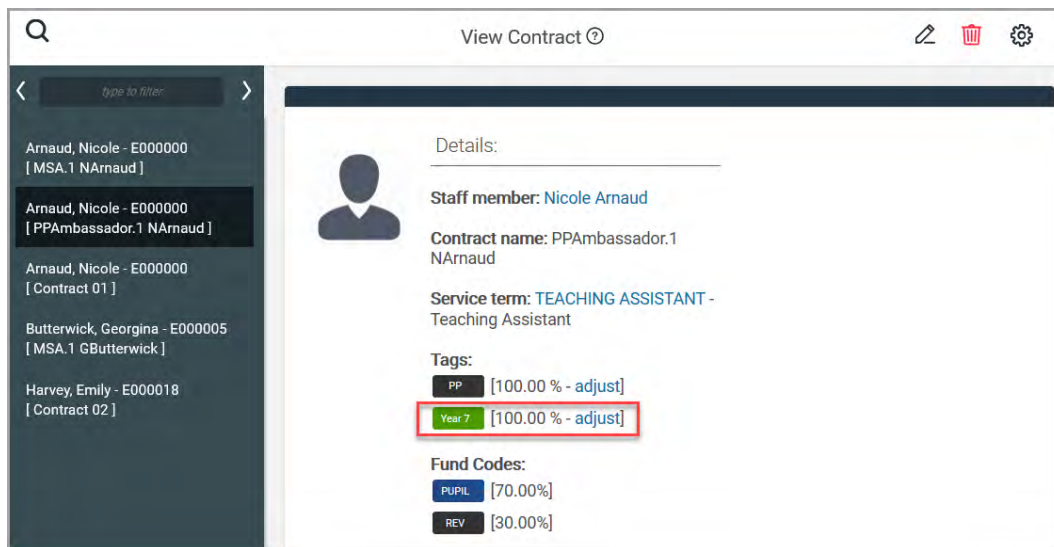 View Contract ?
type to filter
Arnaud, Nicole - E000000
[ MSA.1 NArnaud ]
Arnaud, Nicole - E000000
[ PPAmbassador.1 NArnaud ]
Arnaud, Nicole - E000000
[ Contract 01 ]
Butterwick, Georgina - E000005
[ MSA.1 GButterwick ]
Harvey, Emily - E000018
[ Contract 02 ]
Details:
Staff member: Nicole Arnaud
Contract name: PPAmbassador.1
NArnaud
Service term: TEACHING ASSISTANT -
Teaching Assistant
Tags:
PP [100.00 % - adjust]
Year 7 [100.00 % - adjust]
Fund Codes:
PUPIL [70.00%]
REV [30.00%]